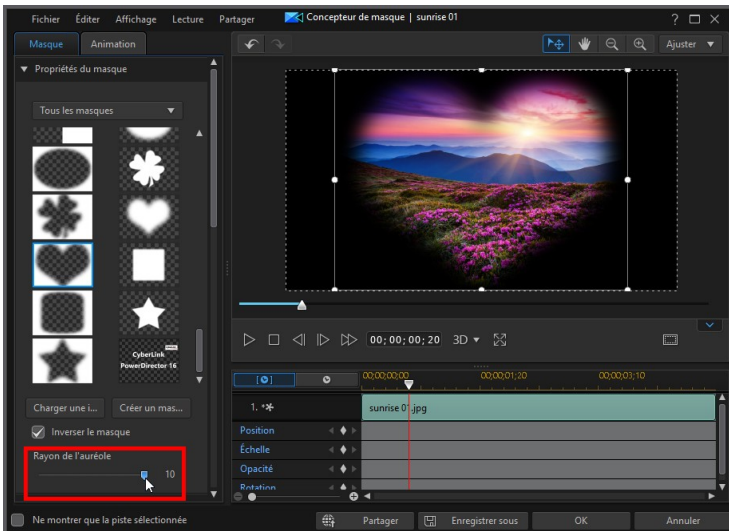 Fichier Éditer Affichage Lecture Partager Concepteur de masque | sunrise 01 ?
Masque Animation Ajuster
Propriétés du masque
Tous les masques
CyberLink
PowerDirector 16
00;00;00;20 3D
00;00;00;00 00;00;01;20 00;00;03;10
Charger une i... Créer un mas...
1. sunrise 01.jpg
Inverser le masque
Position
Rayon de l'auréole
Échelle
10
Opacité
Rotation
Ne montrer que la piste sélectionnée Partager Enregistrer sous OK Annuler